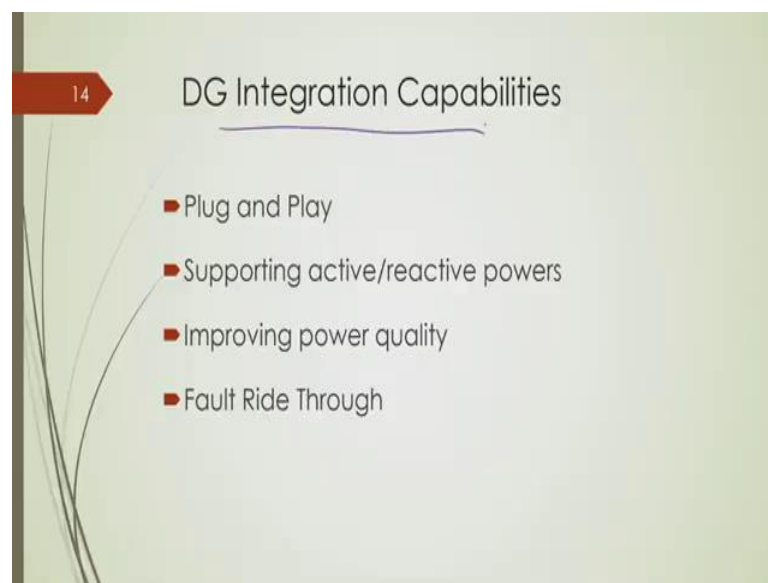 14
DG Integration Capabilities
Plug and Play
Supporting active/reactive powers
Improving power quality
Fault Ride Through